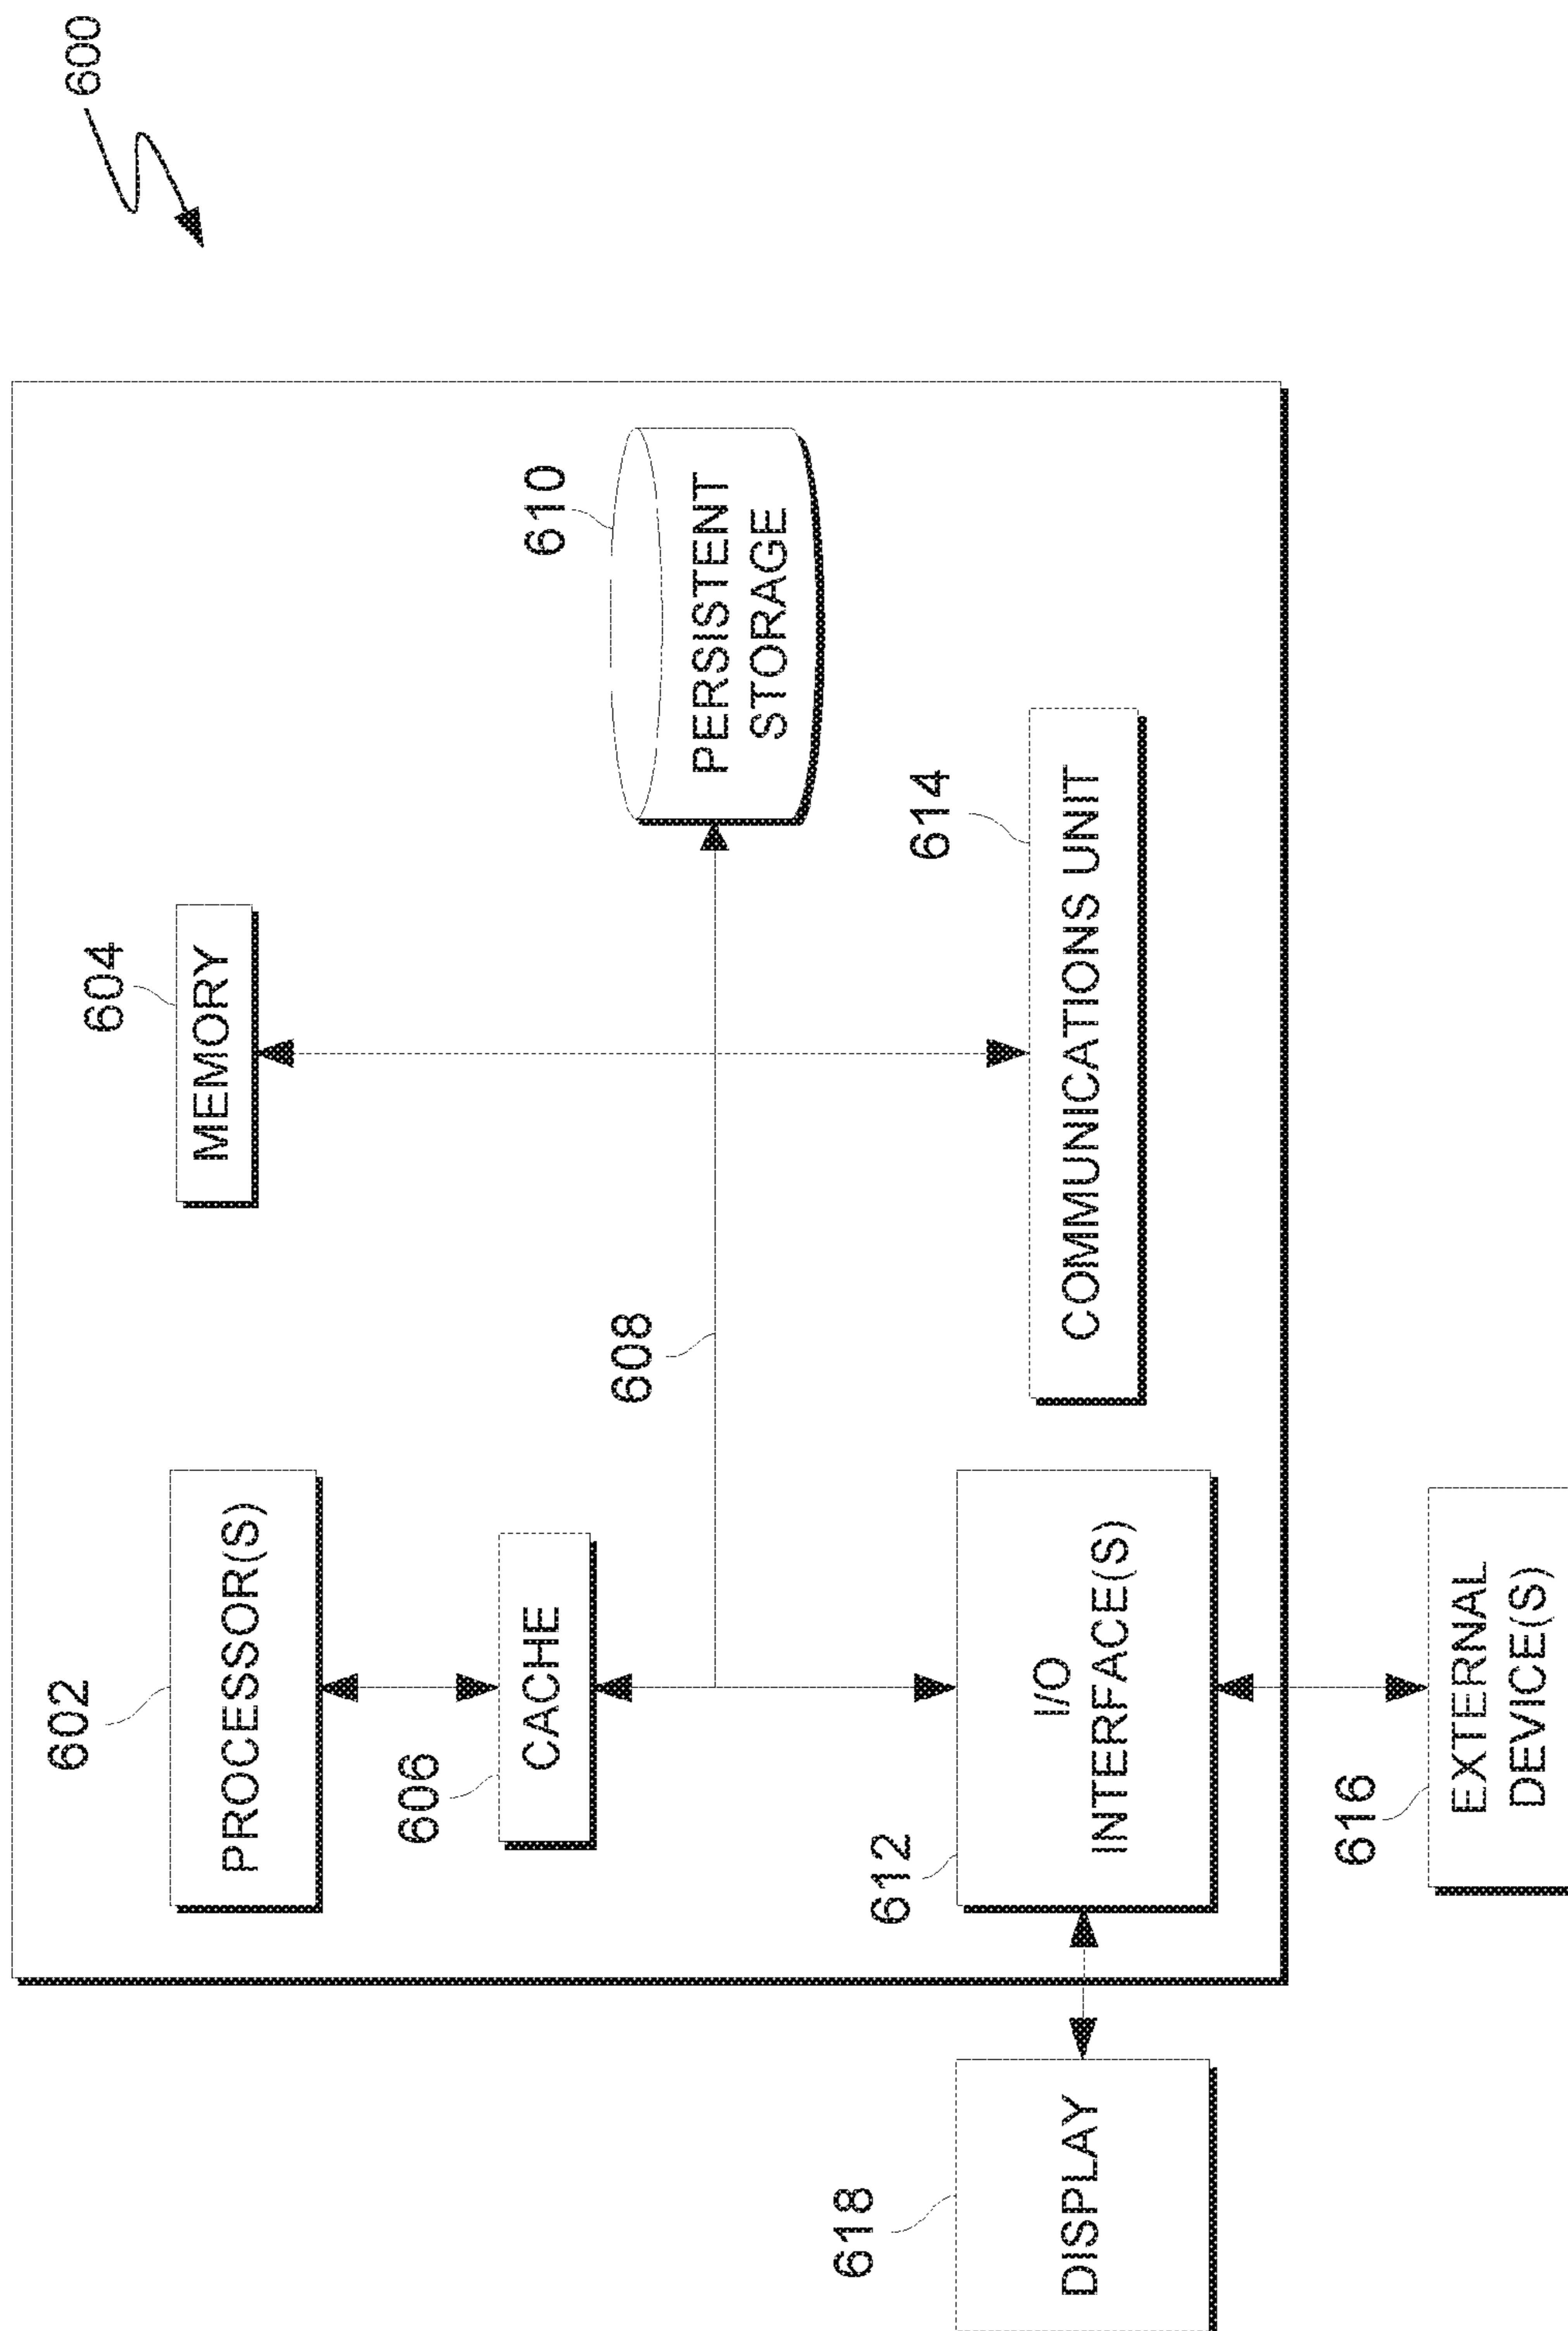 600
602
PROCESSOR(S)
604
MEMORY
606
CACHE
608
610
PERSISTENT
STORAGE
612
I/O
INTERFACE(S)
614
COMMUNICATIONS UNIT
618
DISPLAY
616
EXTERNAL
DEVICE(S)